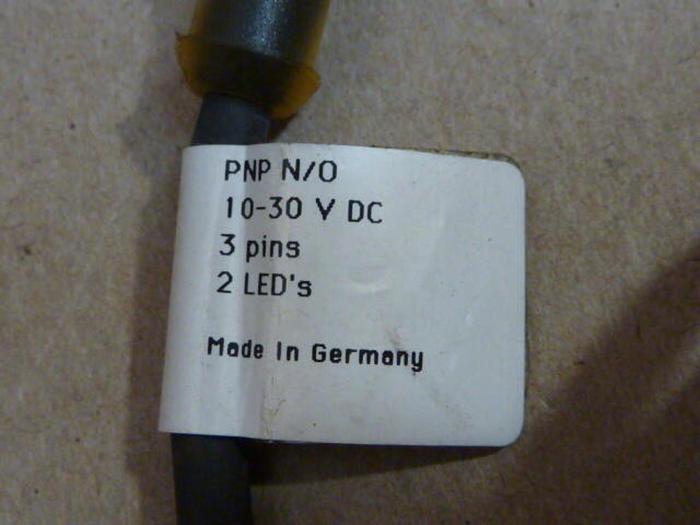 PNP N/O
10-30 V DC
3 pins
2 LED's
Made In Germany